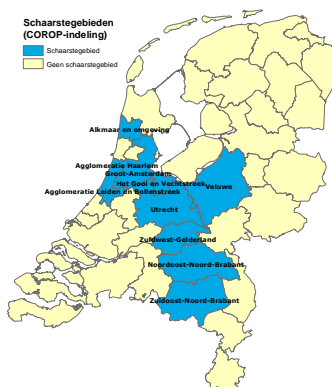 Schaarstegebieden
(COROP-indeling)
Schaarstegebied
Geen schaarstegebied
Alkmaar en omgeving
Agglomeratie Haarlem
Groot-Amsterdam
Het Gooi en Vechtstreek
Agglomeratie Leiden en Bollenstreek
Veluwe
Utrecht
Zuidwest-Gelderland
Noordoost-Noord-Brabant
Zuidoost-Noord-Brabant